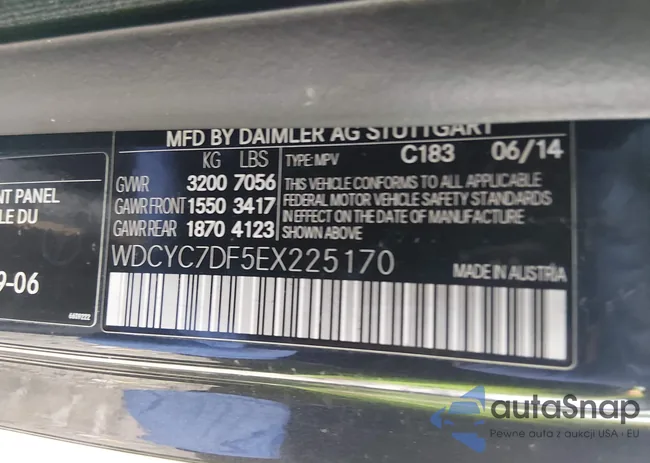 MFD BY DAIMLER AG STUTTGART
KG LBS
GVWR 3200 7056
GAWR FRONT 1550 3417
GAWR REAR 1870 4123
TYPE: MPV C183 06/14
THIS VEHICLE CONFORMS TO ALL APPLICABLE
FEDERAL MOTOR VEHICLE SAFETY STANDARDS
IN EFFECT ON THE DATE OF MANUFACTURE
SHOWN ABOVE
WDCYC7DF5EX225170
MADE IN AUSTRIA
NT PANEL
LE DU
9-06
autaSnap
Pewne auta z aukcji USA - EU